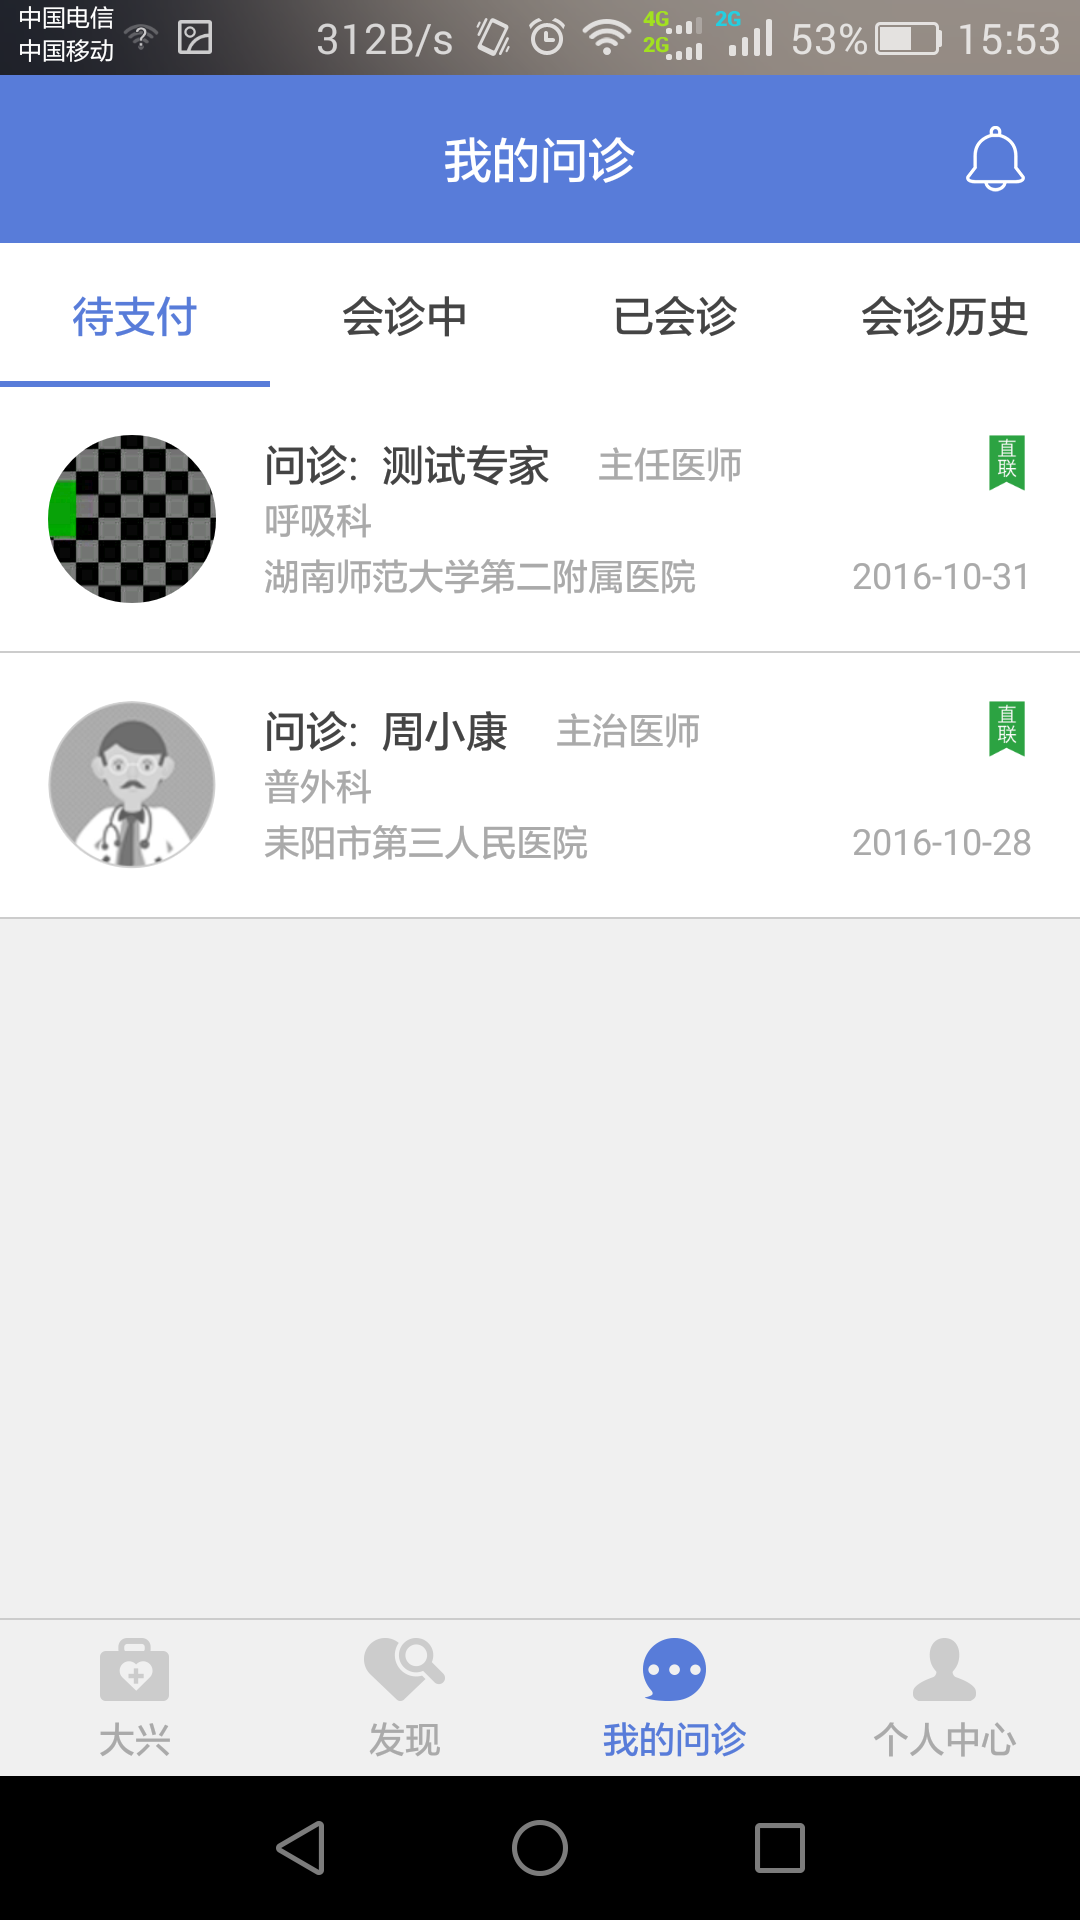 中国电信
中国移动
312B/s
4G
2G
2G
53%
15:53
我的问诊
待支付
会诊中
已会诊
会诊历史
问诊: 测试专家 主任医师
直联
呼吸科
湖南师范大学第二附属医院 2016-10-31
问诊: 周小康 主治医师
直联
普外科
耒阳市第三人民医院 2016-10-28
大兴
发现
我的问诊
个人中心